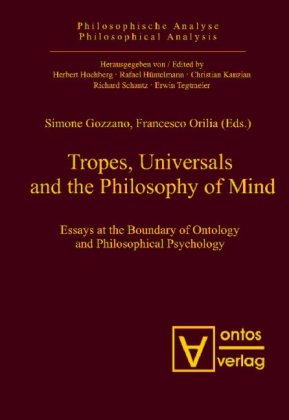 Philosophische Analyse
Philosophical Analysis
Herausgegeben von / Edited by
Herbert Hochberg · Rafael Hüntelmann · Christian Kanzian
Richard Schantz · Erwin Tegtmeier
Simone Gozzano, Francesco Orilia (Eds.)
Tropes, Universals
and the Philosophy of Mind
Essays at the Boundary of Ontology
and Philosophical Psychology
ontos
verlag